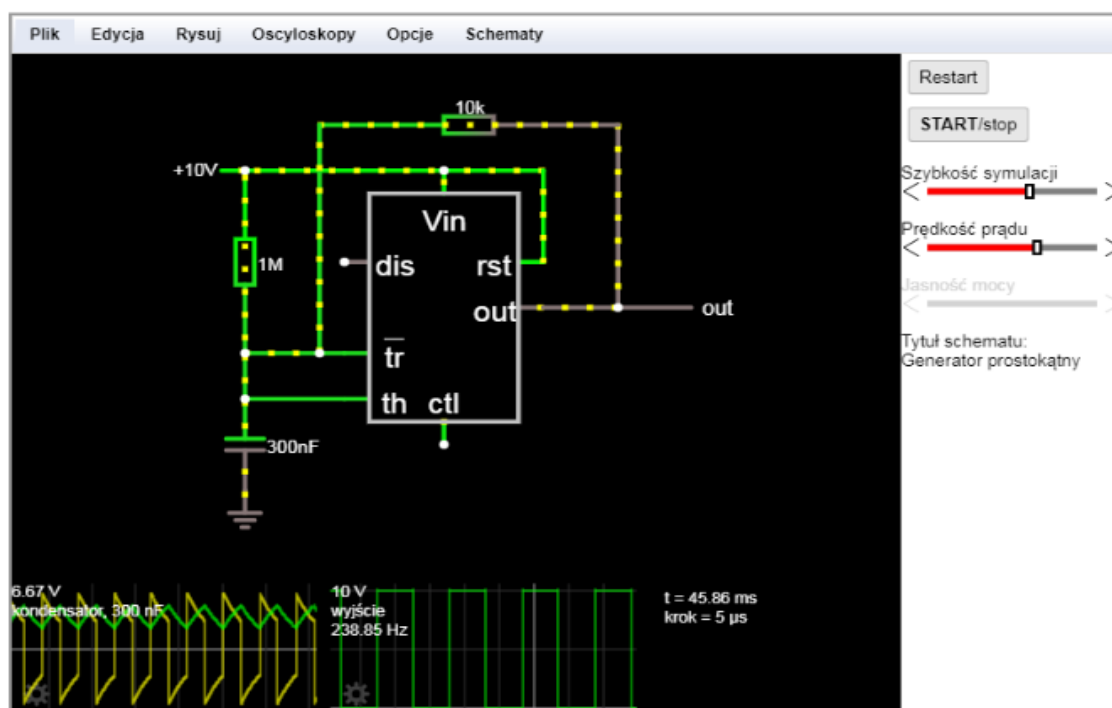 Plik Edycja Rysuj Oscyloskopy Opcje Schematy
Restart
START/stop
Szybkość symulacji
Prędkość prądu
Jasność mocy
Tytuł schematu:
Generator prostokątny
10k
+10V
Vin
1M
dis
rst
out
out
tr
th
ctl
300nF
6.67 V
kondensator, 300 nF
10 V
wyjście
238.85 Hz
t = 45.86 ms
krok = 5 µs